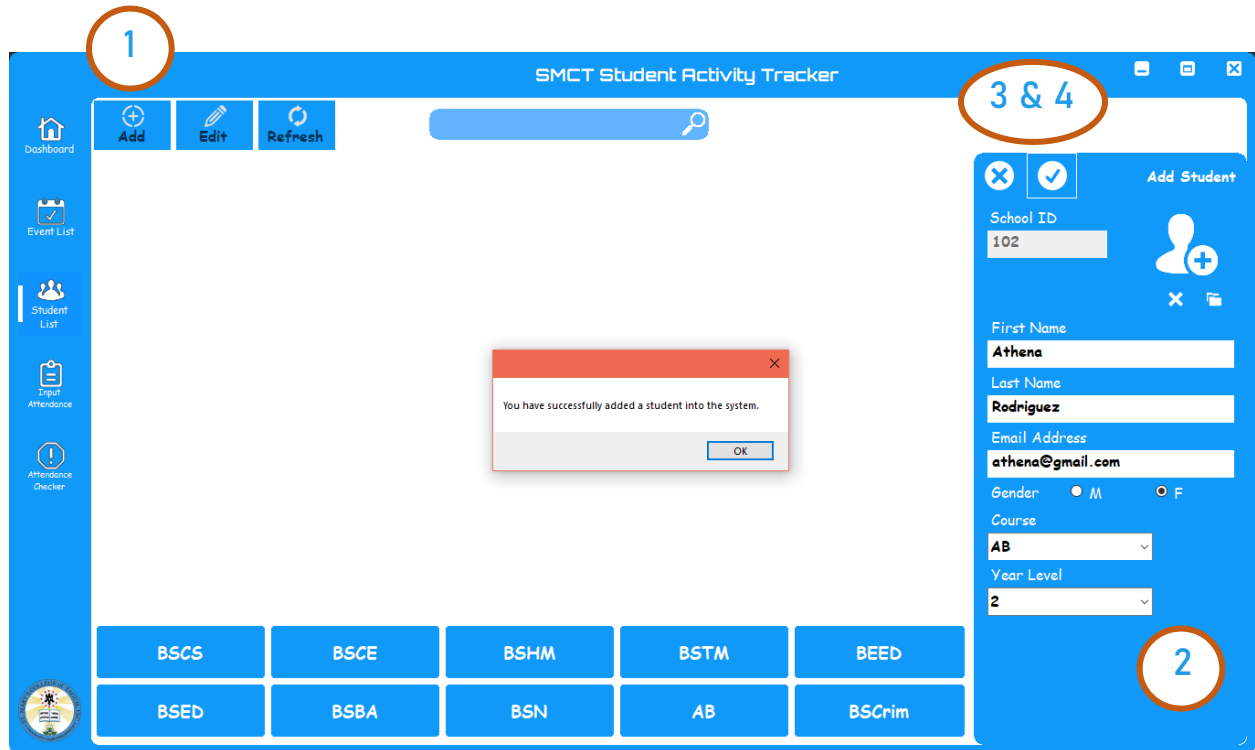 1
SMCT Student Activity Tracker
3 & 4
Add
Edit
Refresh
Dashboard
Event List
Student
List
Input
Attendance
Attendance
Checker
Add Student
School ID
102
First Name
Athena
Last Name
Rodriguez
Email Address
athena@gmail.com
Gender M F
Course
AB
Year Level
2
You have successfully added a student into the system.
OK
2
BSCS BSCE BSHM BSTM BEED
BSED BSBA BSN AB BSCrim